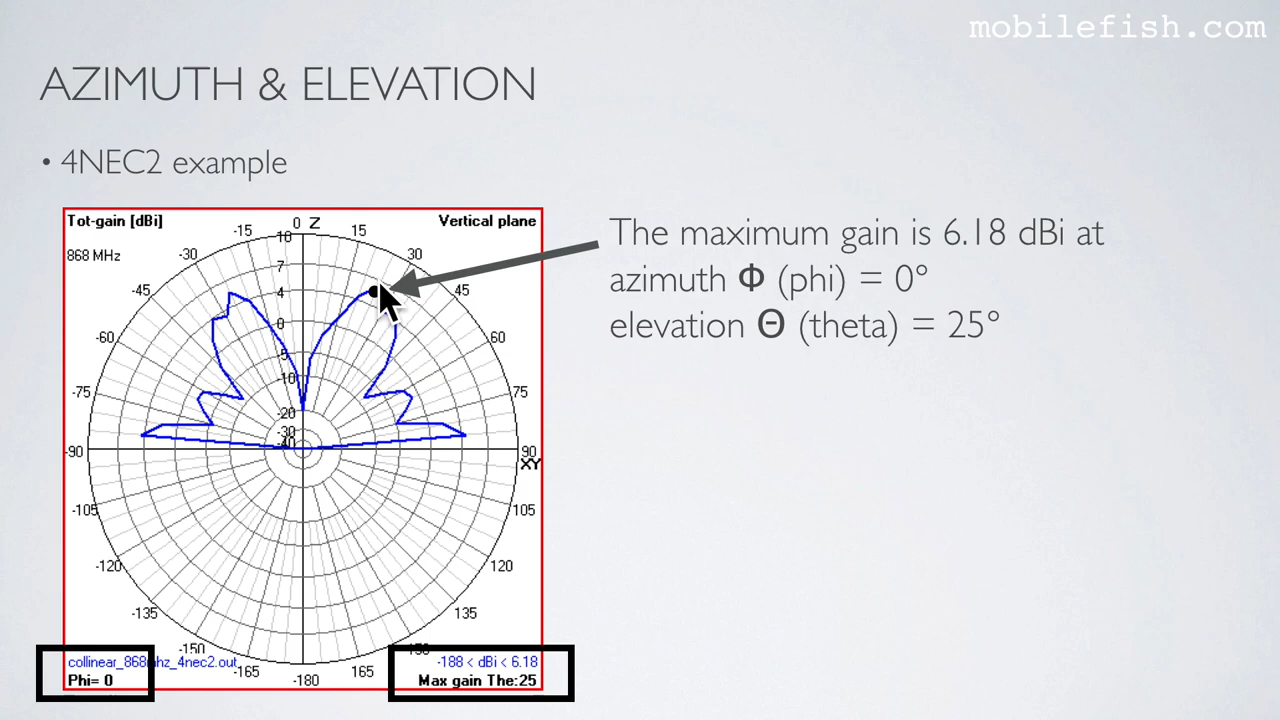 mobilefish.com
AZIMUTH & ELEVATION
• 4NEC2 example
Tot-gain [dBi]
0 Z
Vertical plane
868 MHz
-15
15
10
-30
30
7
-45
4
45
-60
-0
60
5
-75
-10
75
-20
-30
-40
-90
90
XY
-105
105
-120
120
-135
135
-150
150
-165
165
-180
collinear_868mhz_4nec2.out
-188 < dBi < 6.18
Phi= 0
Max gain The:25
The maximum gain is 6.18 dBi at
azimuth Φ (phi) = 0°
elevation Θ (theta) = 25°